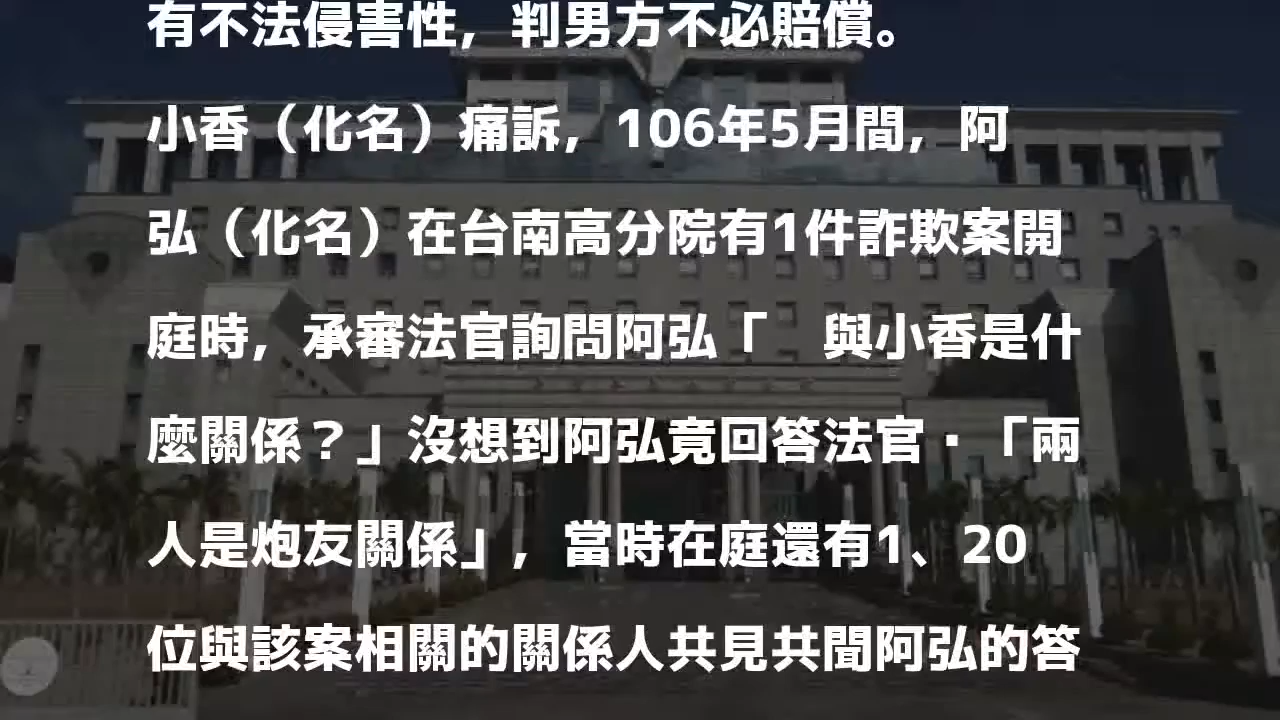 有不法侵害性，判男方不必賠償。
小香（化名）痛訴，106年5月間，阿
弘（化名）在台南高分院有1件詐欺案開
庭時，承審法官詢問阿弘「　與小香是什
麼關係？」沒想到阿弘竟回答法官·「兩
人是炮友關係」，當時在庭還有1、20
位與該案相關的關係人共見共聞阿弘的答